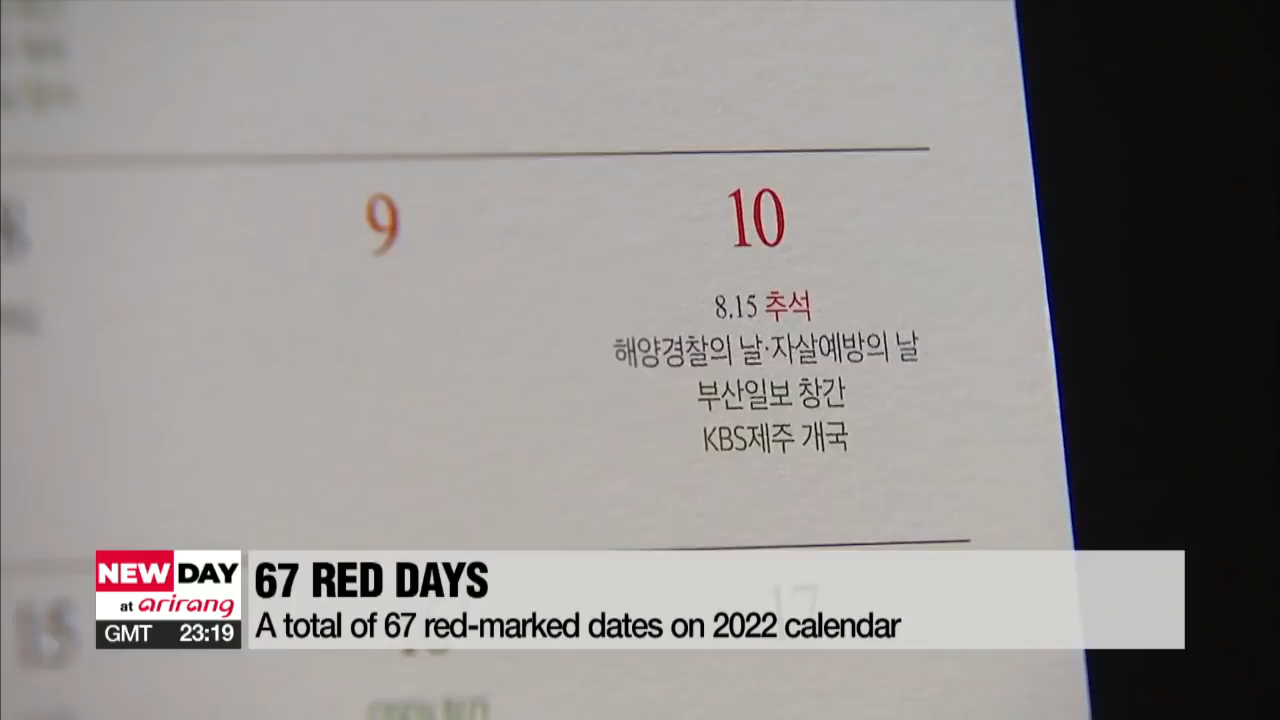 9
10
8.15 추석
해양경찰의 날·자살예방의 날
부산일보 창간
KBS제주 개국
15
17
NEW DAY
at arirang
GMT 23:19
67 RED DAYS
A total of 67 red-marked dates on 2022 calendar